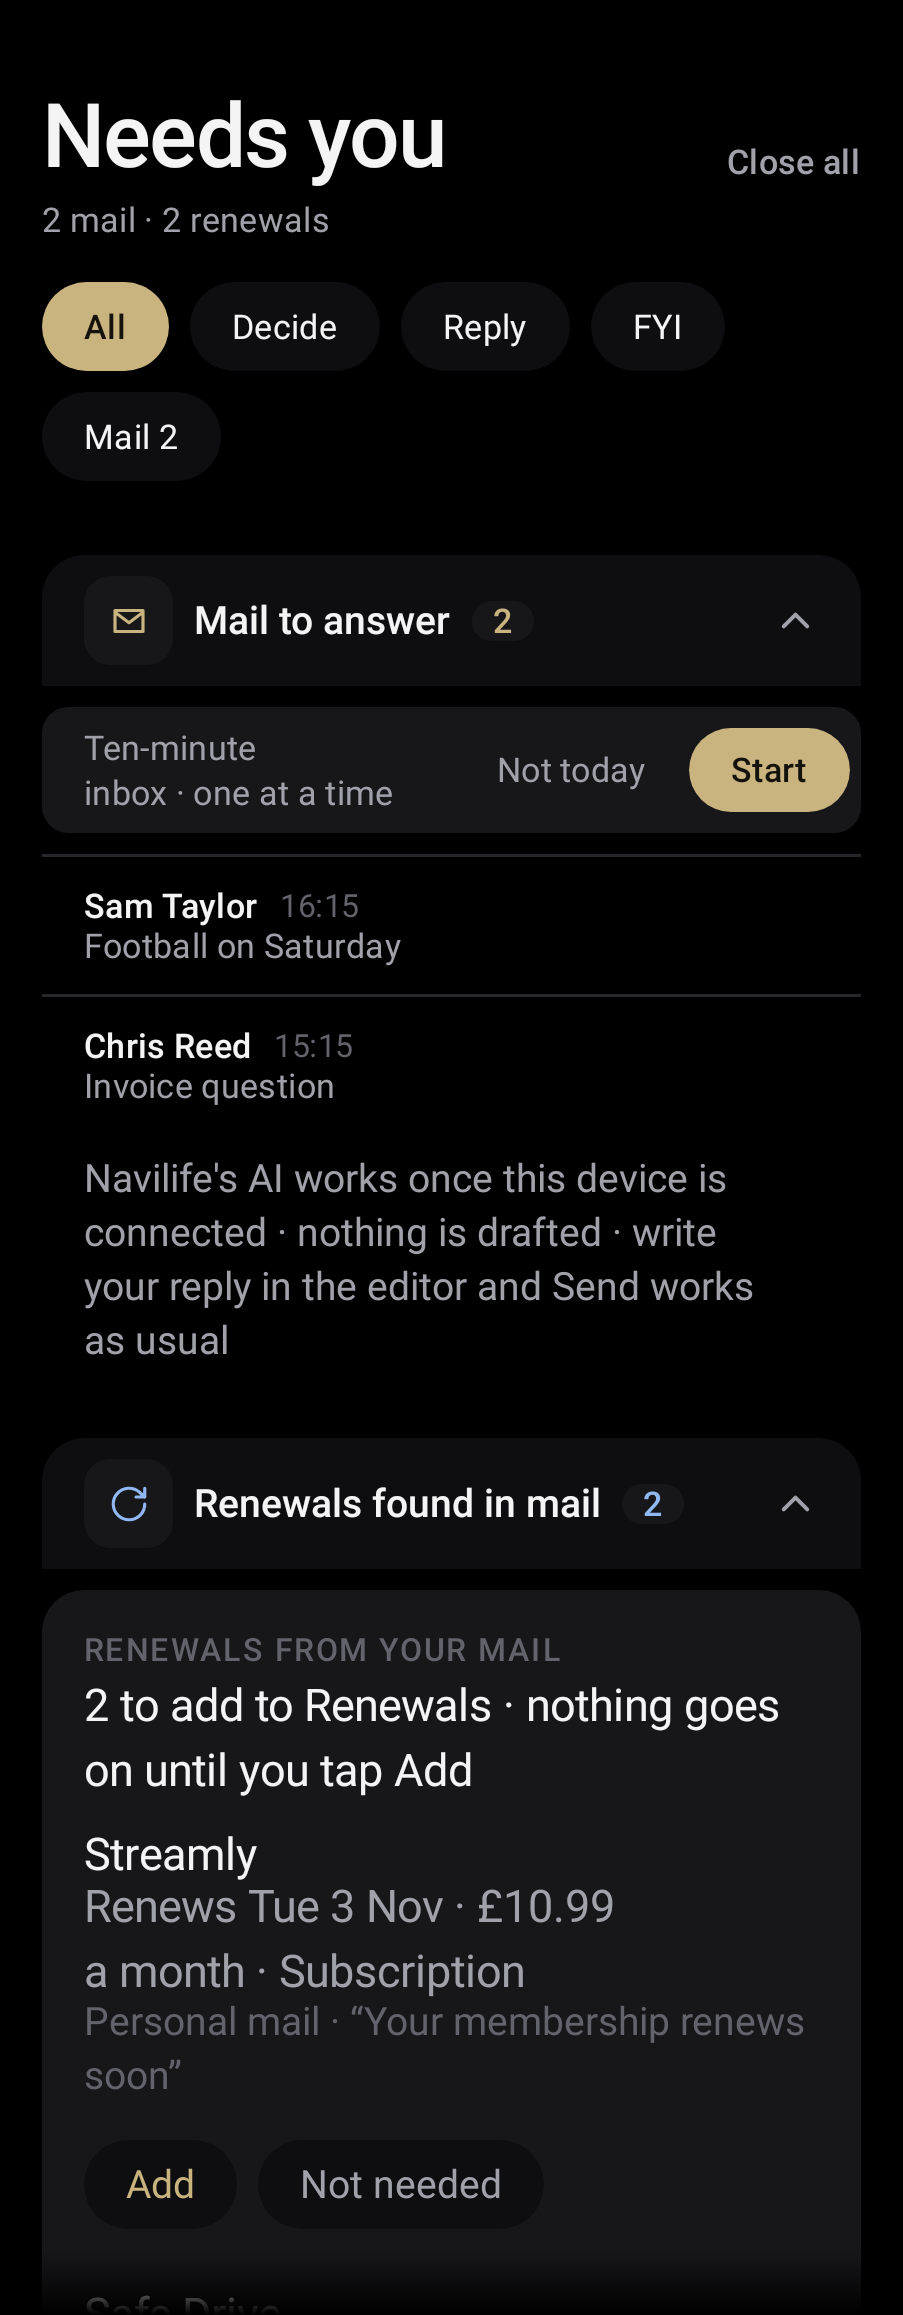 Needs you
Close all
2 mail · 2 renewals
All
Decide
Reply
FYI
Mail 2
Mail to answer 2
Ten-minute
inbox · one at a time
Not today
Start
Sam Taylor 16:15
Football on Saturday
Chris Reed 15:15
Invoice question
Navilife's AI works once this device is
connected · nothing is drafted · write
your reply in the editor and Send works
as usual
Renewals found in mail 2
RENEWALS FROM YOUR MAIL
2 to add to Renewals · nothing goes
on until you tap Add
Streamly
Renews Tue 3 Nov · £10.99
a month · Subscription
Personal mail · “Your membership renews
soon”
Add
Not needed
Safe Drive